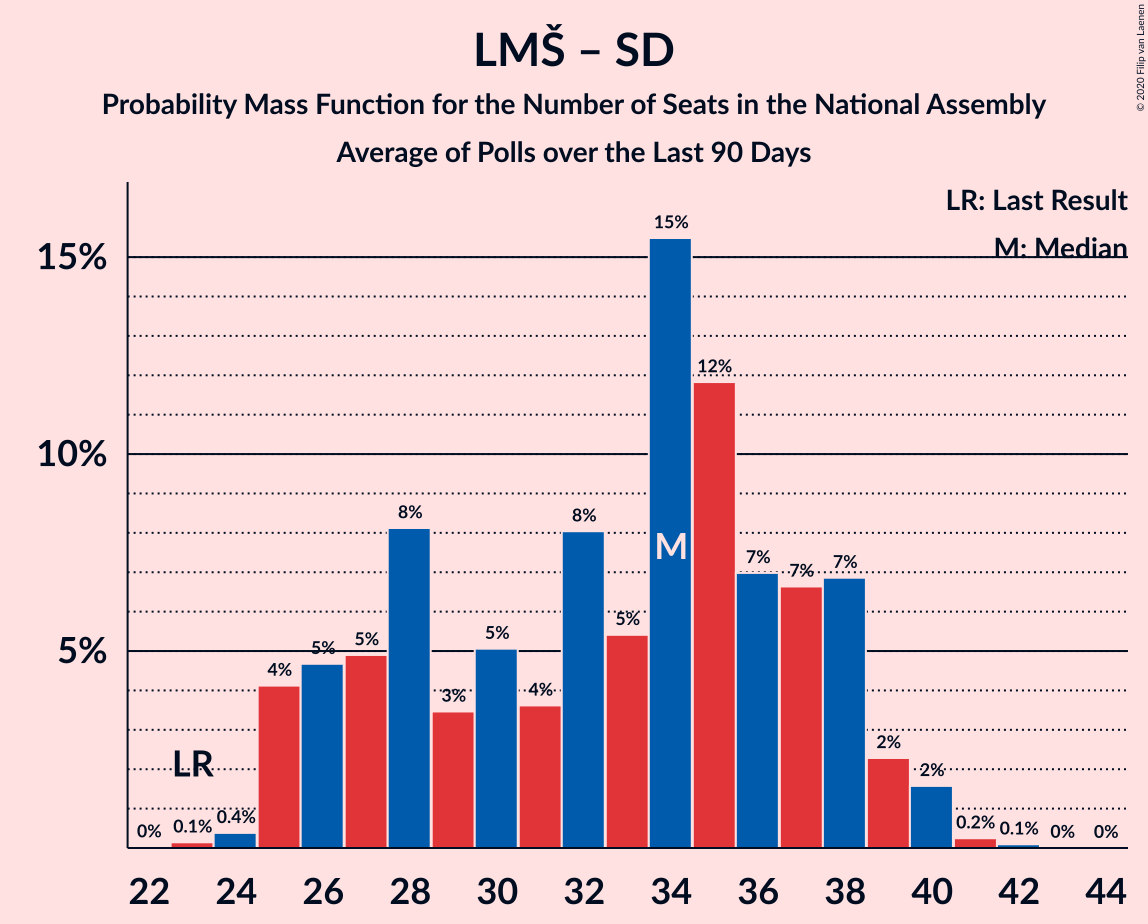 LMŠ – SD
Probability Mass Function for the Number of Seats in the National Assembly
Average of Polls over the Last 90 Days
© 2020 Filip van Laenen
LR: Last Result
M: Median
15%
10%
5%
0%
0.1%
0.4%
4%
5%
5%
8%
3%
5%
4%
8%
5%
15%
12%
7%
7%
7%
2%
2%
0.2%
0.1%
0%
0%
LR
M
22 24 26 28 30 32 34 36 38 40 42 44